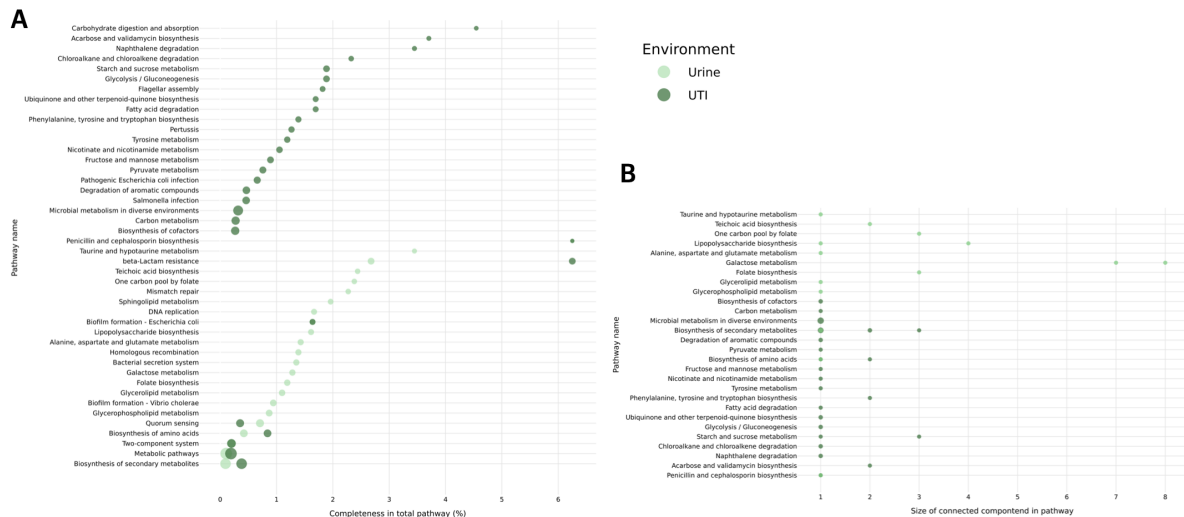 A
Carbohydrate digestion and absorption
Acarbose and validamycin biosynthesis
Naphthalene degradation
Chloroalkane and chloroalkene degradation
Starch and sucrose metabolism
Glycolysis / Gluconeogenesis
Flagellar assembly
Ubiquinone and other terpenoid-quinone biosynthesis
Fatty acid degradation
Phenylalanine, tyrosine and tryptophan biosynthesis
Pertussis
Tyrosine metabolism
Nicotinate and nicotinamide metabolism
Fructose and mannose metabolism
Pyruvate metabolism
Pathogenic Escherichia coli infection
Degradation of aromatic compounds
Salmonella infection
Microbial metabolism in diverse environments
Carbon metabolism
Biosynthesis of cofactors
Penicillin and cephalosporin biosynthesis
Taurine and hypotaurine metabolism
beta-Lactam resistance
Teichoic acid biosynthesis
One carbon pool by folate
Mismatch repair
Sphingolipid metabolism
DNA replication
Biofilm formation - Escherichia coli
Lipopolysaccharide biosynthesis
Alanine, aspartate and glutamate metabolism
Homologous recombination
Bacterial secretion system
Galactose metabolism
Folate biosynthesis
Glycerolipid metabolism
Biofilm formation - Vibrio cholerae
Glycerophospholipid metabolism
Quorum sensing
Biosynthesis of amino acids
Two-component system
Metabolic pathways
Biosynthesis of secondary metabolites
Pathway name
0 1 2 3 4 5 6
Completeness in total pathway (%)
Environment
Urine
UTI
B
Taurine and hypotaurine metabolism
Teichoic acid biosynthesis
One carbon pool by folate
Lipopolysaccharide biosynthesis
Alanine, aspartate and glutamate metabolism
Galactose metabolism
Folate biosynthesis
Glycerolipid metabolism
Glycerophospholipid metabolism
Biosynthesis of cofactors
Carbon metabolism
Microbial metabolism in diverse environments
Biosynthesis of secondary metabolites
Degradation of aromatic compounds
Pyruvate metabolism
Biosynthesis of amino acids
Fructose and mannose metabolism
Nicotinate and nicotinamide metabolism
Tyrosine metabolism
Phenylalanine, tyrosine and tryptophan biosynthesis
Fatty acid degradation
Ubiquinone and other terpenoid-quinone biosynthesis
Glycolysis / Gluconeogenesis
Starch and sucrose metabolism
Chloroalkane and chloroalkene degradation
Naphthalene degradation
Acarbose and validamycin biosynthesis
Penicillin and cephalosporin biosynthesis
Pathway name
1 2 3 4 5 6 7 8
Size of connected compontend in pathway